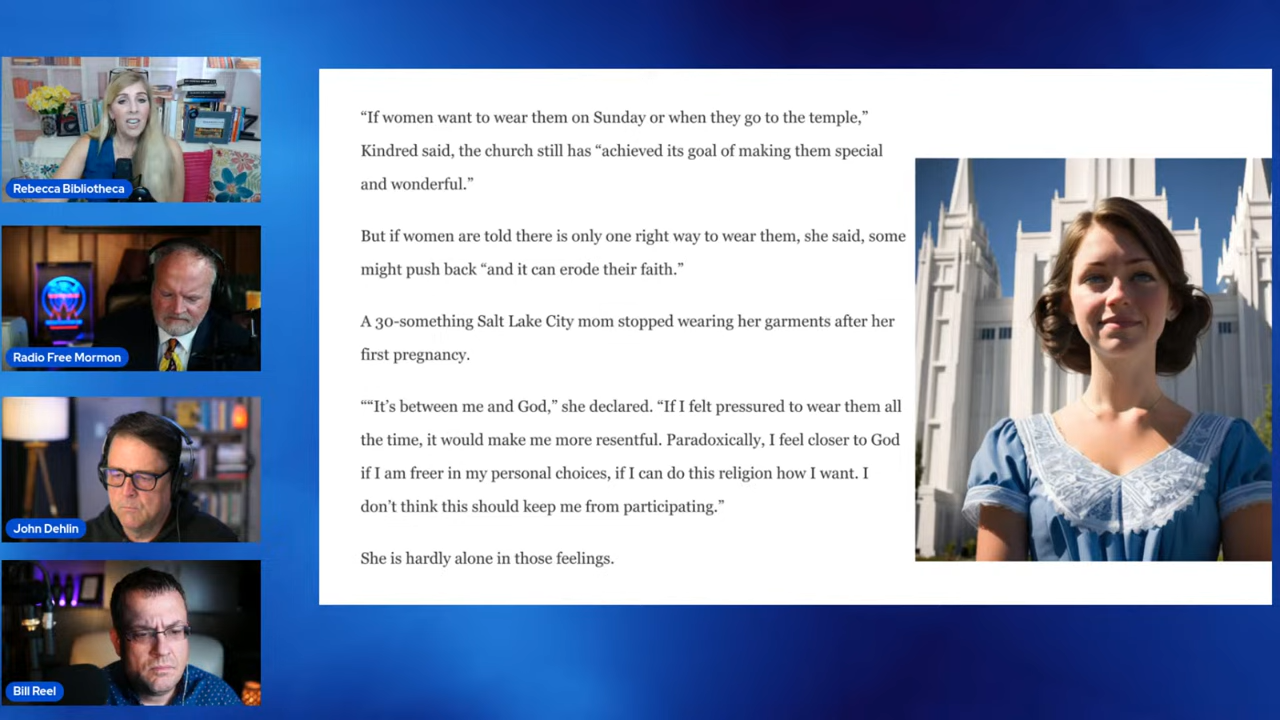 Rebecca Bibliotheca
Radio Free Mormon
John Dehlin
Bill Reel
“If women want to wear them on Sunday or when they go to the temple,”
Kindred said, the church still has “achieved its goal of making them special
and wonderful.”
But if women are told there is only one right way to wear them, she said, some
might push back “and it can erode their faith.”
A 30-something Salt Lake City mom stopped wearing her garments after her
first pregnancy.
““It’s between me and God,” she declared. “If I felt pressured to wear them all
the time, it would make me more resentful. Paradoxically, I feel closer to God
if I am freer in my personal choices, if I can do this religion how I want. I
don’t think this should keep me from participating.”
She is hardly alone in those feelings.